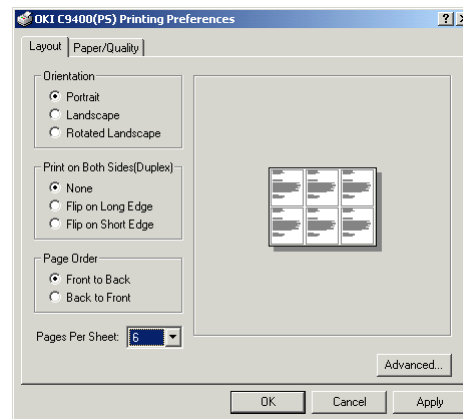 OKI C9400(PS) Printing Preferences
Layout
Paper/Quality
Orientation
Portrait
Landscape
Rotated Landscape
Print on Both Sides(Duplex)
None
Flip on Long Edge
Flip on Short Edge
Page Order
Front to Back
Back to Front
Pages Per Sheet: 6
Advanced...
OK
Cancel
Apply